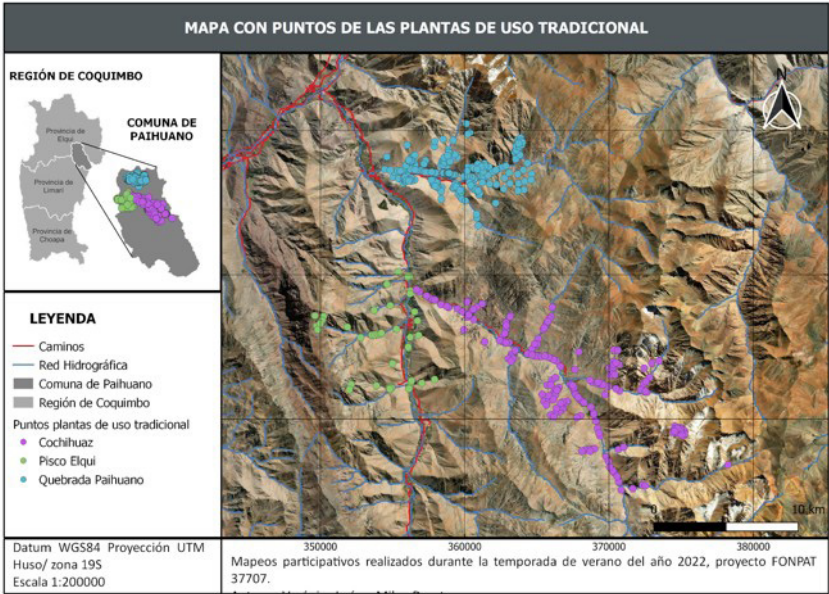 MAPA CON PUNTOS DE LAS PLANTAS DE USO TRADICIONAL
REGIÓN DE COQUIMBO
COMUNA DE
PAIHUANO
Provincia de
Elqui
Provincia de
Limarí
Provincia de
Choapa
LEYENDA
Caminos
Red Hidrográfica
Comuna de Paihuano
Región de Coquimbo
Puntos plantas de uso tradicional
Cochihuaz
Pisco Elqui
Quebrada Paihuano
N
0 5 10 km
350000 360000 370000 380000
Datum WGS84 Proyección UTM
Huso/ zona 19S
Escala 1:200000
Mapeos participativos realizados durante la temporada de verano del año 2022, proyecto FONPAT
37707.